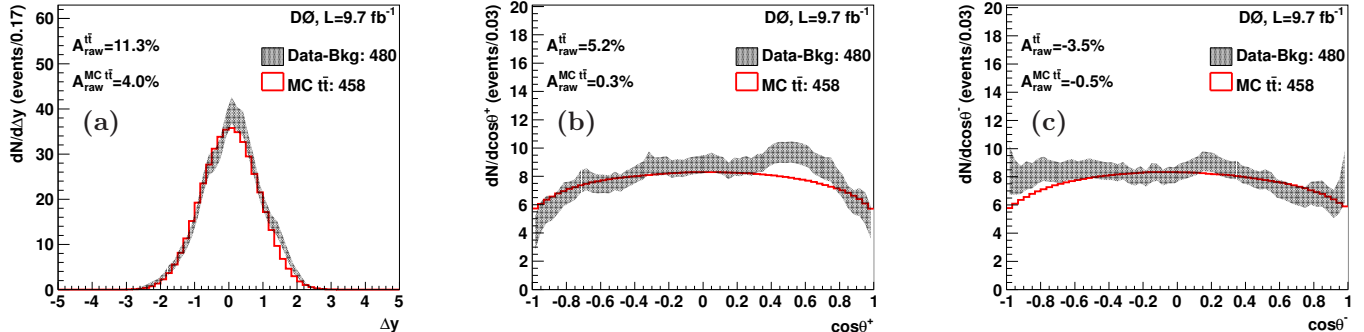 dN/dΔy (events/0.17)
60
50
40
30
20
10
0
DØ, L=9.7 fb⁻¹
A_raw^tt̄=11.3%
A_raw^MC tt̄=4.0%
Data-Bkg: 480
MC tt̄: 458
(a)
-5 -4 -3 -2 -1 0 1 2 3 4 5
Δy
dN/dcosθ⁺ (events/0.03)
20
18
16
14
12
10
8
6
4
2
0
DØ, L=9.7 fb⁻¹
A_raw^tt̄=5.2%
A_raw^MC tt̄=0.3%
Data-Bkg: 480
MC tt̄: 458
(b)
-1 -0.8 -0.6 -0.4 -0.2 0 0.2 0.4 0.6 0.8 1
cosθ⁺
dN/dcosθ⁻ (events/0.03)
20
18
16
14
12
10
8
6
4
2
0
DØ, L=9.7 fb⁻¹
A_raw^tt̄=-3.5%
A_raw^MC tt̄=-0.5%
Data-Bkg: 480
MC tt̄: 458
(c)
-1 -0.8 -0.6 -0.4 -0.2 0 0.2 0.4 0.6 0.8 1
cosθ⁻